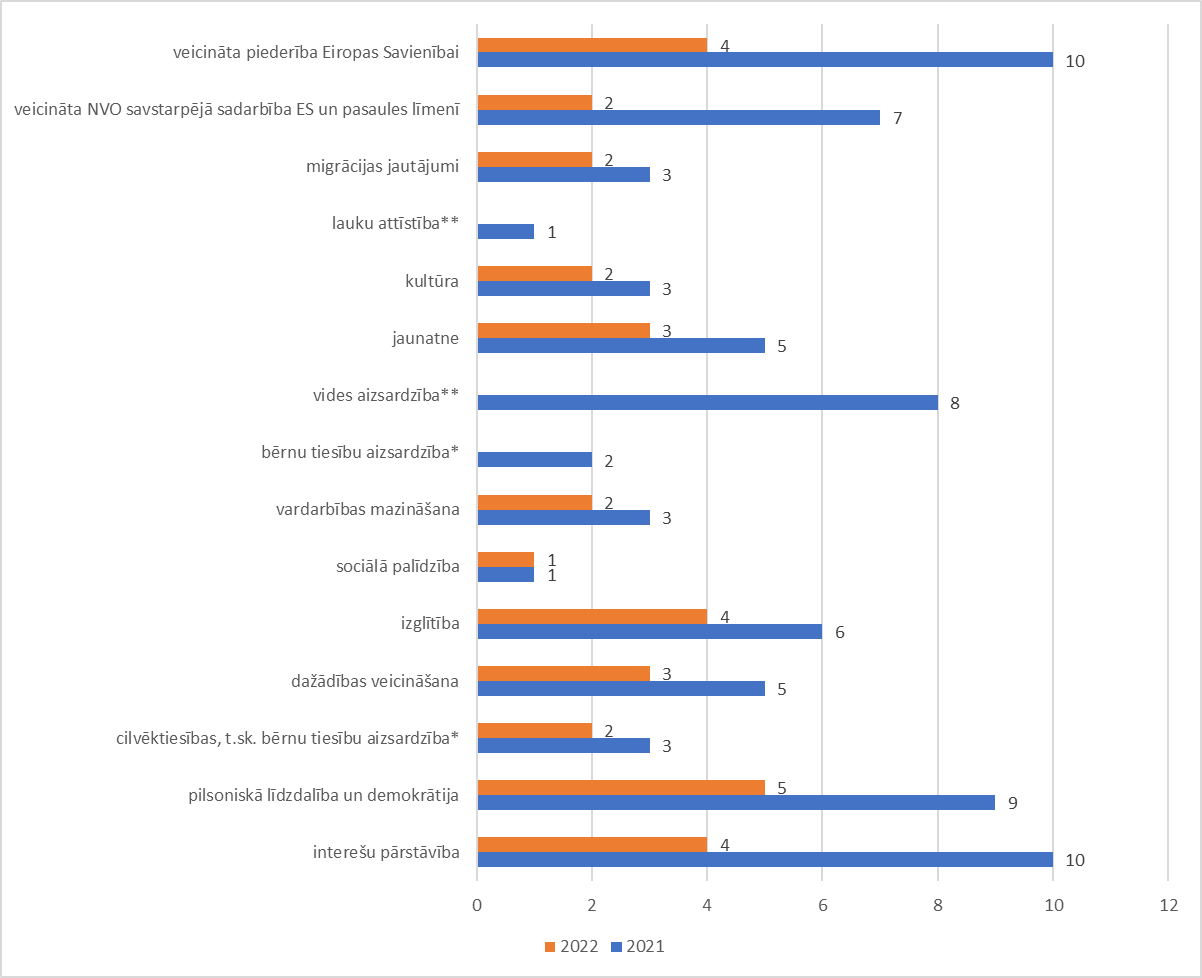 veicināta piederība Eiropas Savienībai
4
10
veicināta NVO savstarpējā sadarbība ES un pasaules līmenī
2
7
migrācijas jautājumi
2
3
lauku attīstība**
1
kultūra
2
3
jaunatne
3
5
vides aizsardzība**
8
bērnu tiesību aizsardzība*
2
vardarbības mazināšana
2
3
sociālā palīdzība
1
1
izglītība
4
6
dažādības veicināšana
3
5
cilvēktiesības, t.sk. bērnu tiesību aizsardzība*
2
3
pilsoniskā līdzdalība un demokrātija
5
9
interešu pārstāvība
4
10
0 2 4 6 8 10 12
2022 2021